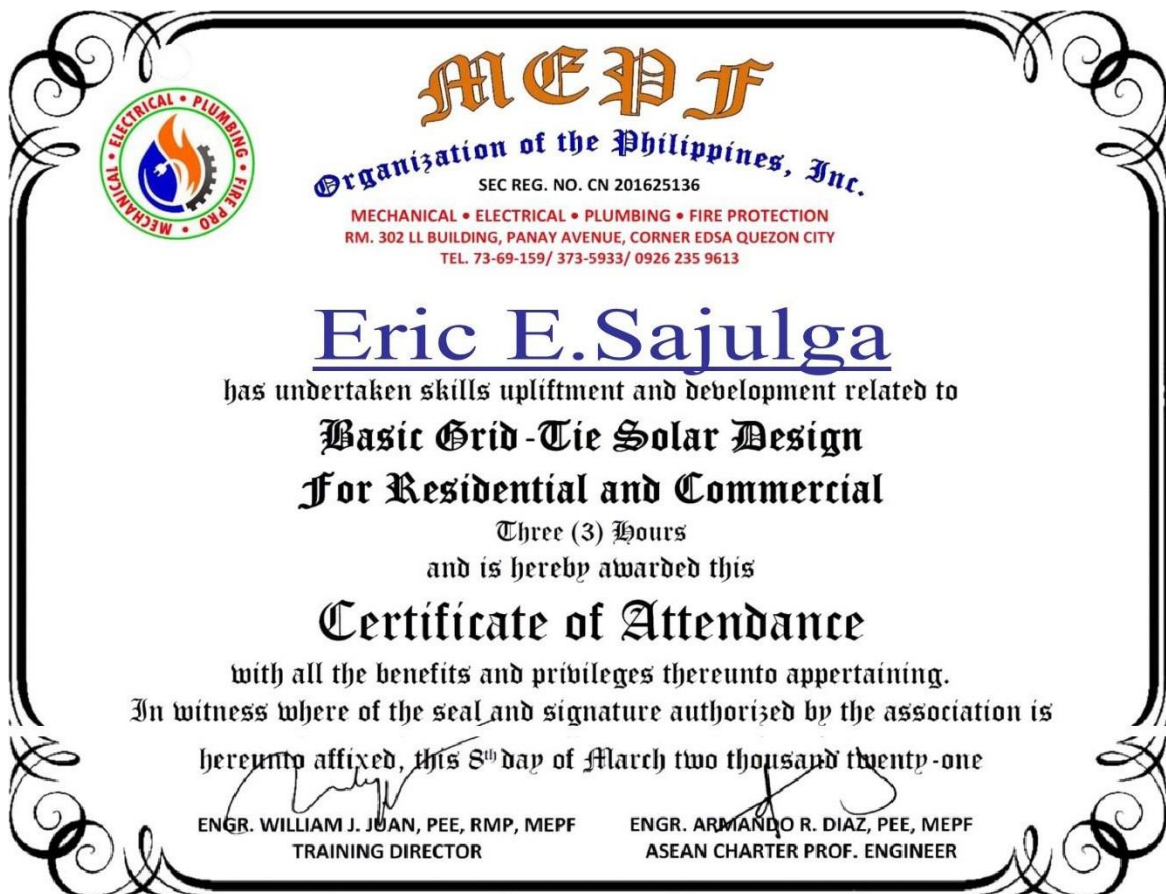 MECHANICAL • ELECTRICAL • PLUMBING • FIRE PRO •
MEPF
Organization of the Philippines, Inc.
SEC REG. NO. CN 201625136
MECHANICAL • ELECTRICAL • PLUMBING • FIRE PROTECTION
RM. 302 LL BUILDING, PANAY AVENUE, CORNER EDSA QUEZON CITY
TEL. 73-69-159/ 373-5933/ 0926 235 9613
Eric E.Sajulga
has undertaken skills upliftment and development related to
Basic Grid-Tie Solar Design
For Residential and Commercial
Three (3) Hours
and is hereby awarded this
Certificate of Attendance
with all the benefits and privileges thereunto appertaining.
In witness where of the seal and signature authorized by the association is
hereunto affixed, this 8th day of March two thousand twenty-one
ENGR. WILLIAM J. JUAN, PEE, RMP, MEPF
TRAINING DIRECTOR
ENGR. ARMANDO R. DIAZ, PEE, MEPF
ASEAN CHARTER PROF. ENGINEER